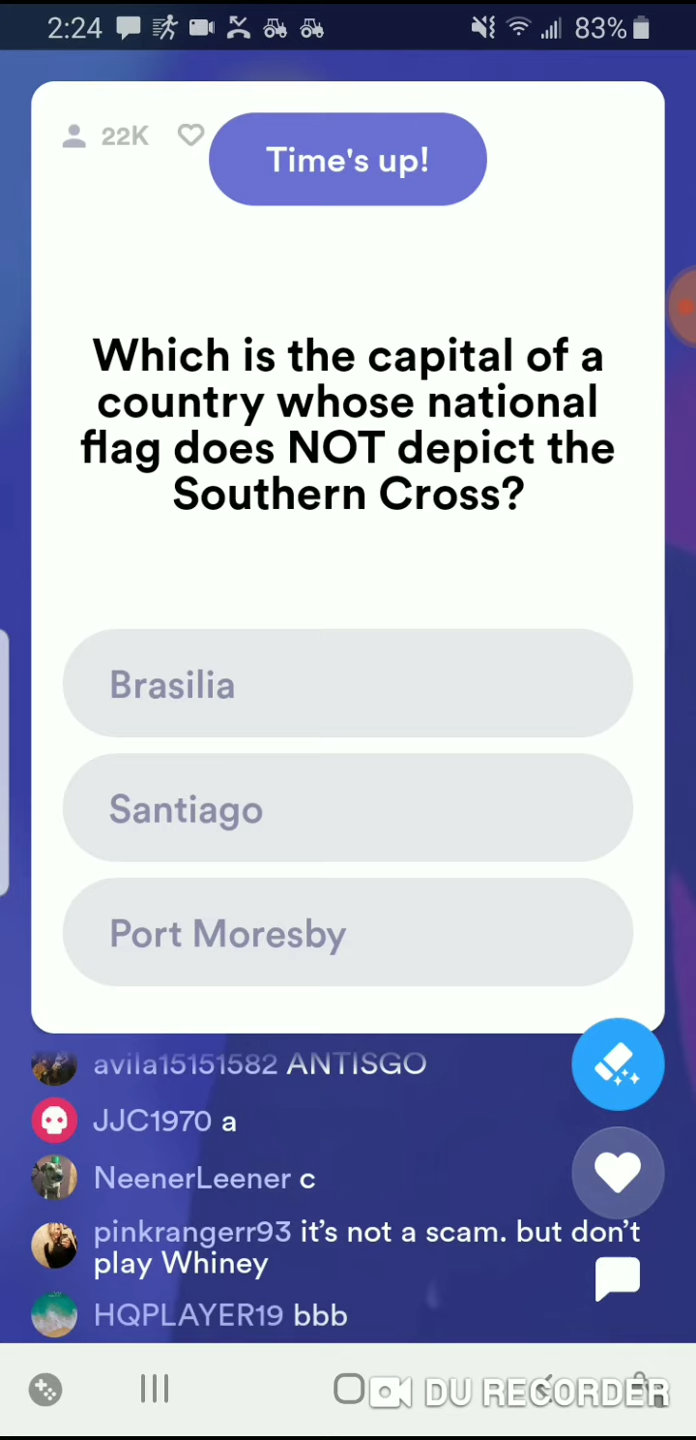 2:24
83%
22K
Time's up!
Which is the capital of a
country whose national
flag does NOT depict the
Southern Cross?
Brasilia
Santiago
Port Moresby
avila15151582 ANTISGO
JJC1970 a
NeenerLeener c
pinkrangerr93 it's not a scam. but don't
play Whiney
HQPLAYER19 bbb
DU RECORDER